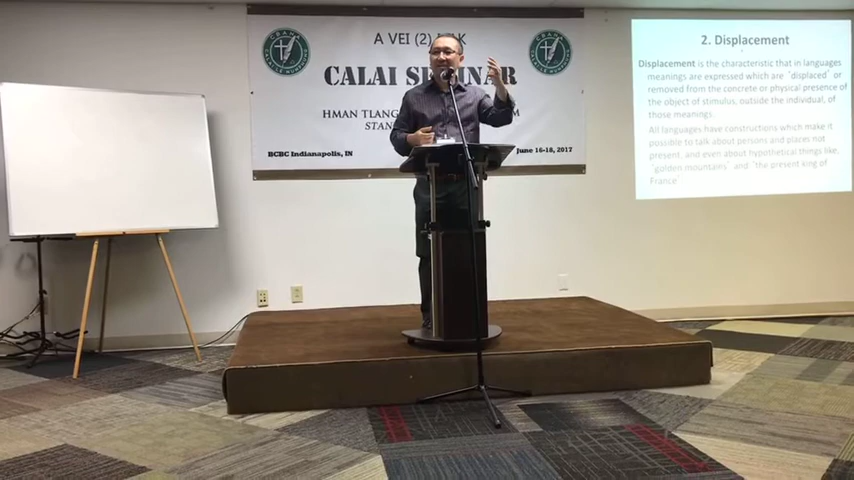 A VEI (2)
CALAI SEMINAR
HMAN TLANG
STAN
BCBC Indianapolis, IN
June 16-18, 2017
CBANA
2. Displacement
Displacement is the characteristic that in languages
meanings are expressed which are `displaced` or
removed from the concrete or physical presence of
the object of stimulus, outside the individual, of
those meanings.
All languages have constructions which make it
possible to talk about persons and places not
present, and even about hypothetical things like,
`golden mountains` and `the present king of
France`